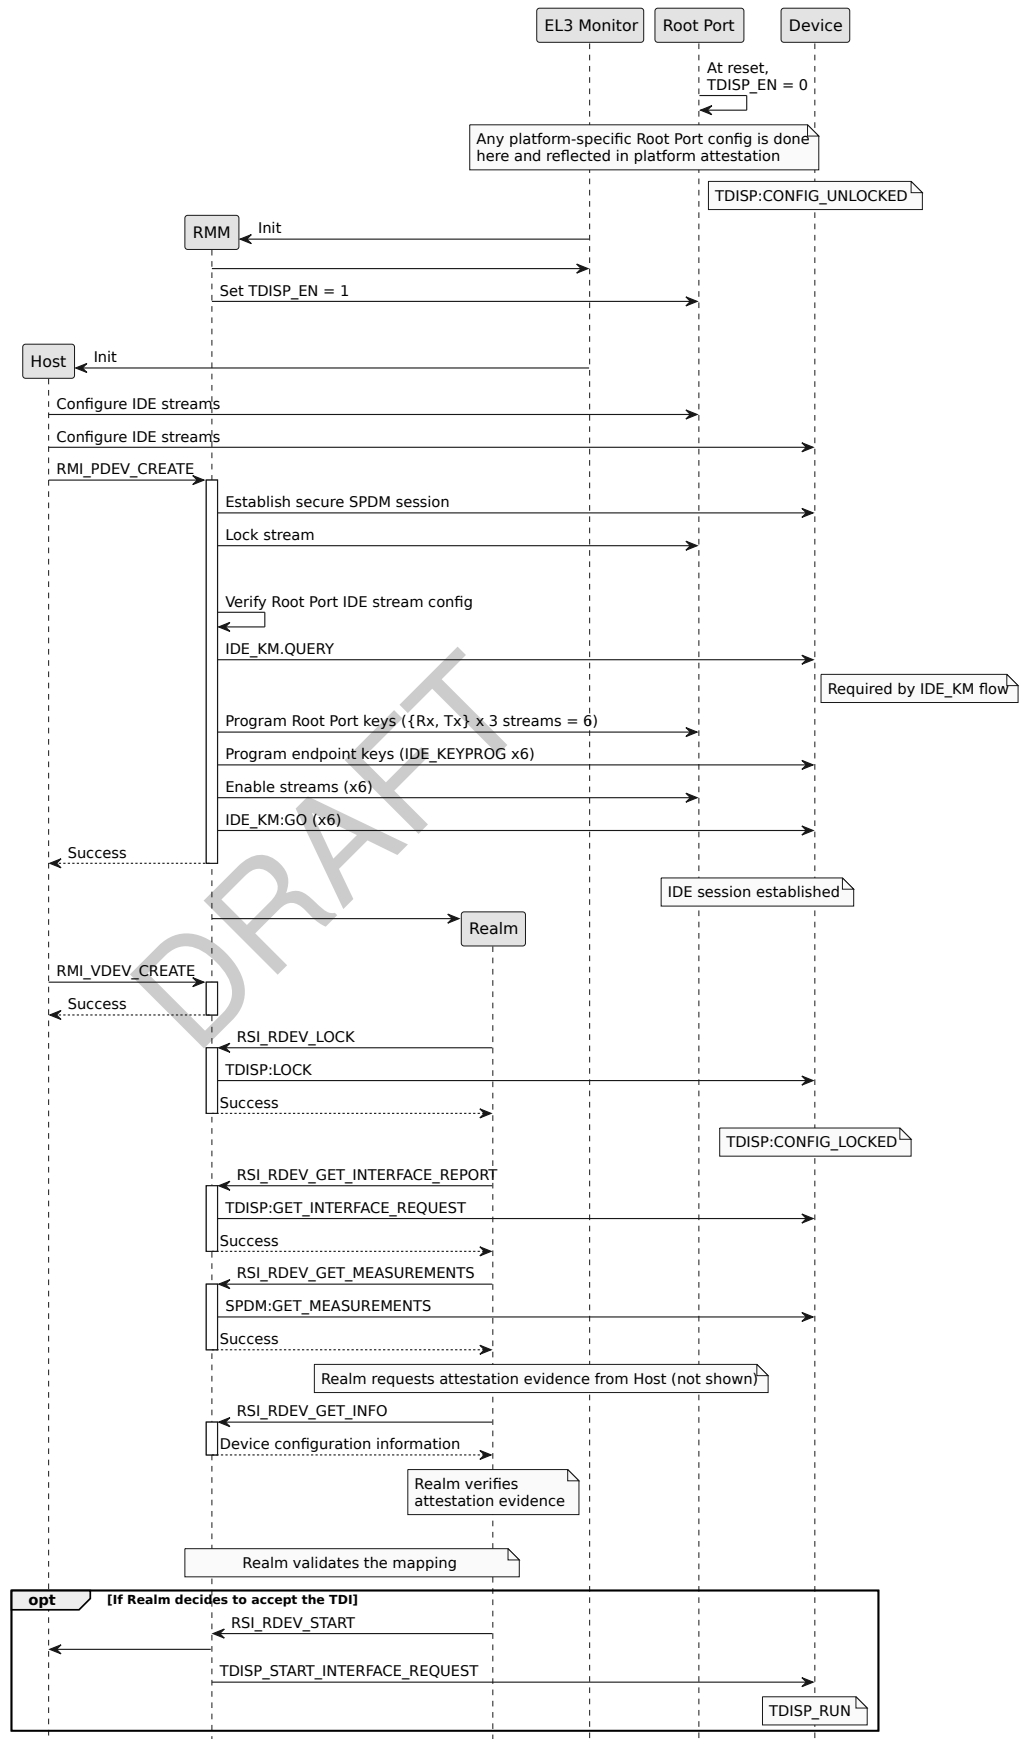 EL3 Monitor
Root Port
Device
At reset,
TDISP_EN = 0
Any platform-specific Root Port config is done
here and reflected in platform attestation
TDISP:CONFIG_UNLOCKED
RMM
Init
Set TDISP_EN = 1
Host
Init
Configure IDE streams
Configure IDE streams
RMI_PDEV_CREATE
Establish secure SPDM session
Lock stream
Verify Root Port IDE stream config
IDE_KM.QUERY
Required by IDE_KM flow
Program Root Port keys ({Rx, Tx} x 3 streams = 6)
Program endpoint keys (IDE_KEYPROG x6)
Enable streams (x6)
IDE_KM:GO (x6)
Success
IDE session established
DRAFT
Realm
RMI_VDEV_CREATE
Success
RSI_RDEV_LOCK
TDISP:LOCK
Success
TDISP:CONFIG_LOCKED
RSI_RDEV_GET_INTERFACE_REPORT
TDISP:GET_INTERFACE_REQUEST
Success
RSI_RDEV_GET_MEASUREMENTS
SPDM:GET_MEASUREMENTS
Success
Realm requests attestation evidence from Host (not shown)
RSI_RDEV_GET_INFO
Device configuration information
Realm verifies
attestation evidence
Realm validates the mapping
opt
[If Realm decides to accept the TDI]
RSI_RDEV_START
TDISP_START_INTERFACE_REQUEST
TDISP_RUN